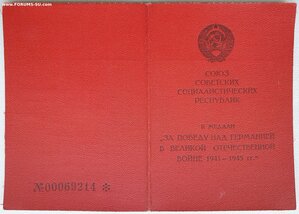 www.FORUMS-SU.com
СОЮЗ
СОВЕТСКИХ
СОЦИАЛИСТИЧЕСКИХ
РЕСПУБЛИК
К МЕДАЛИ
„ЗА ПОБЕДУ НАД ГЕРМАНИЕЙ
В ВЕЛИКОЙ ОТЕЧЕСТВЕННОЙ
ВОЙНЕ 1941–1945 гг.“
№00069214 *